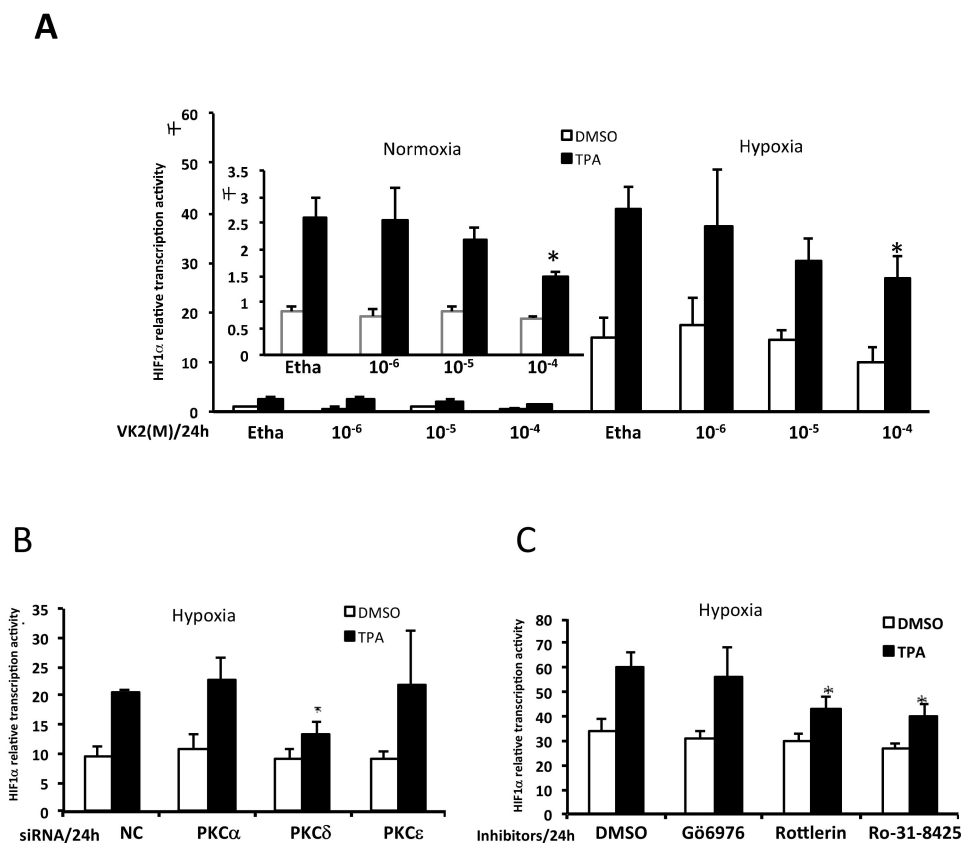 A
Normoxia
Hypoxia
DMSO
TPA
HIF1α relative transcription activity
60
50
40
30
20
10
0
3.5
3
2.5
2
1.5
1
0.5
0
*
*
Etha 10⁻⁶ 10⁻⁵ 10⁻⁴
VK2(M)/24h Etha 10⁻⁶ 10⁻⁵ 10⁻⁴ Etha 10⁻⁶ 10⁻⁵ 10⁻⁴
B
Hypoxia
DMSO
TPA
HIF1α relative transcription activity
35
30
25
20
15
10
5
0
*
siRNA/24h NC PKCα PKCδ PKCε
C
Hypoxia
DMSO
TPA
HIF1α relative transcription activity
80
60
50
40
30
20
10
0
*
*
Inhibitors/24h DMSO Gö6976 Rottlerin Ro-31-8425